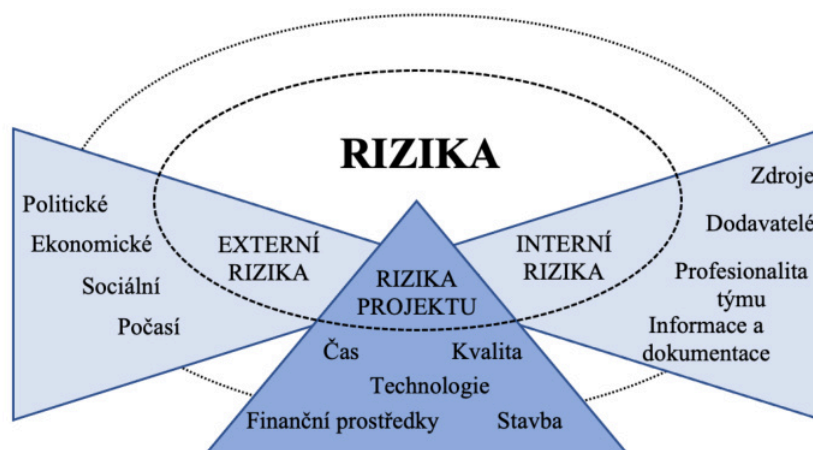 RIZIKA
Politické
Ekonomické
Sociální
Počasí
EXTERNÍ
RIZIKA
RIZIKA
PROJEKTU
Čas
Kvalita
Technologie
Finanční prostředky
Stavba
INTERNÍ
RIZIKA
Zdroje
Dodavatelé
Profesionalita
týmu
Informace a
dokumentace